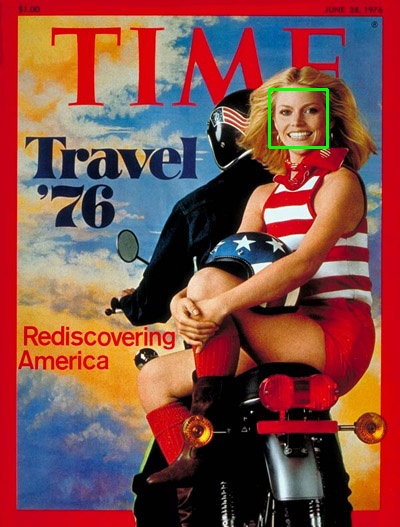 $1.00
JUNE 28, 1976
TIME
Travel
'76
Rediscovering
America